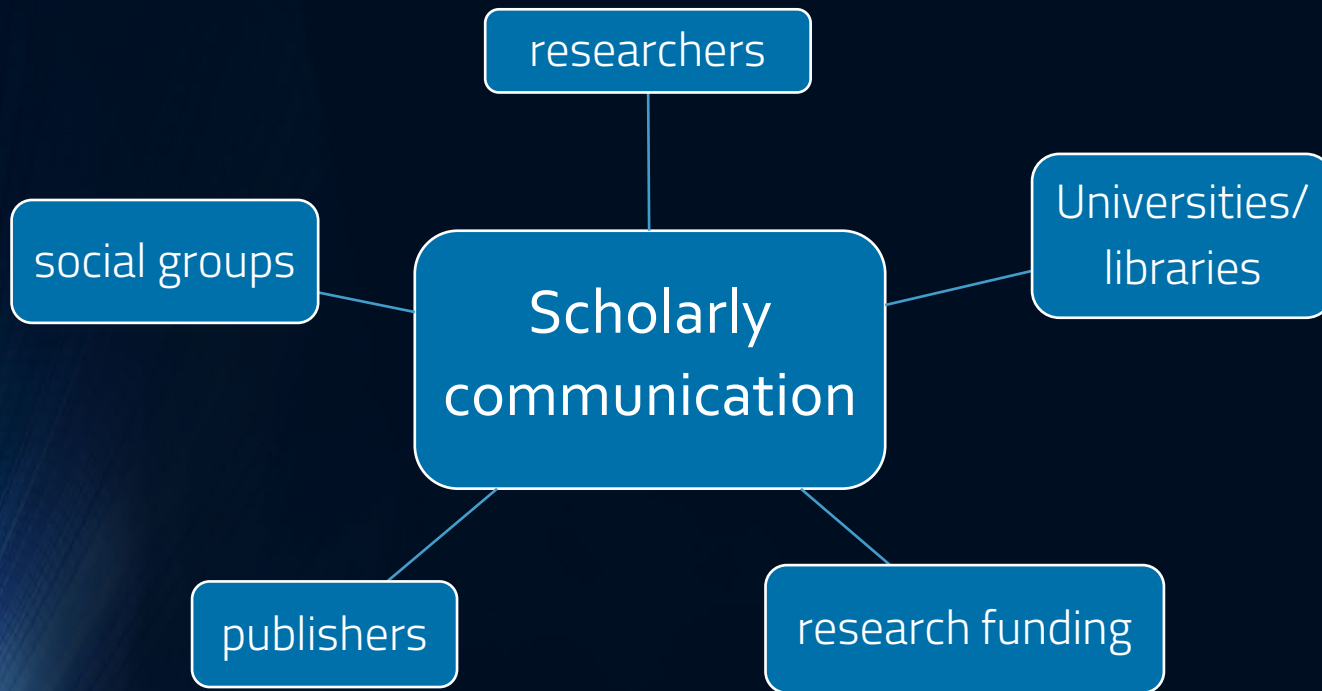 researchers
Universities/
libraries
social groups
Scholarly
communication
publishers
research funding